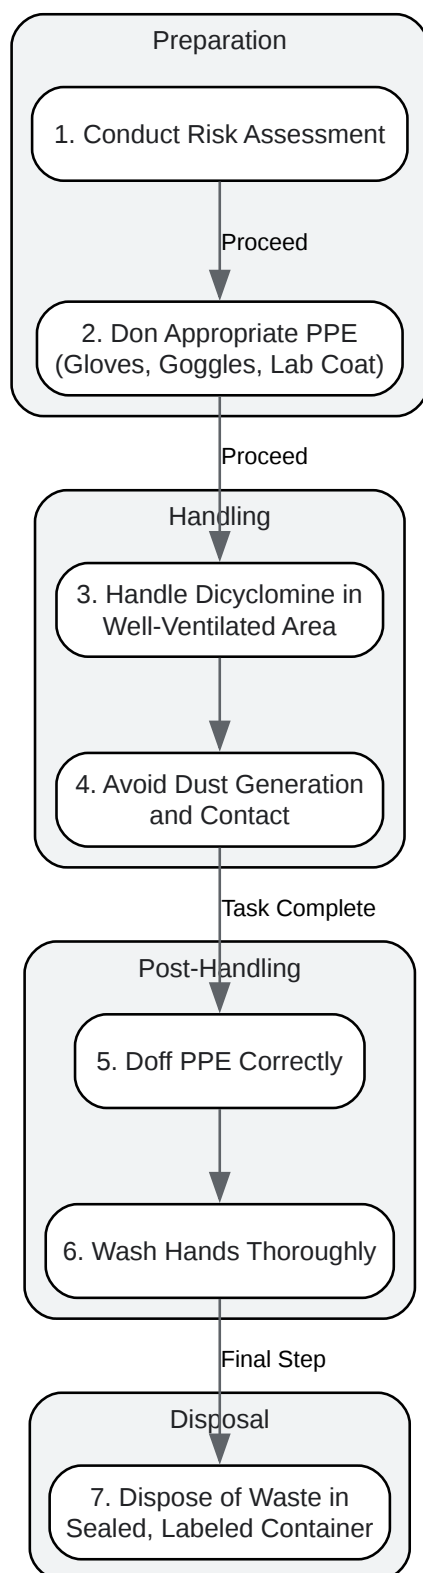 Preparation
1. Conduct Risk Assessment
Proceed
2. Don Appropriate PPE
(Gloves, Goggles, Lab Coat)
Proceed
Handling
3. Handle Dicyclomine in
Well-Ventilated Area
4. Avoid Dust Generation
and Contact
Task Complete
Post-Handling
5. Doff PPE Correctly
6. Wash Hands Thoroughly
Final Step
Disposal
7. Dispose of Waste in
Sealed, Labeled Container